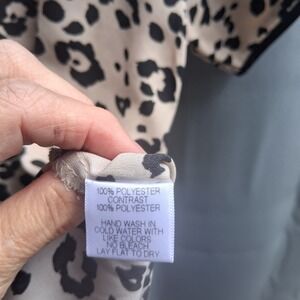 100% POLYESTER
CONTRAST
100% POLYESTER
HAND WASH IN
COLD WATER WITH
LIKE COLORS
NO BLEACH
LAY FLAT TO DRY